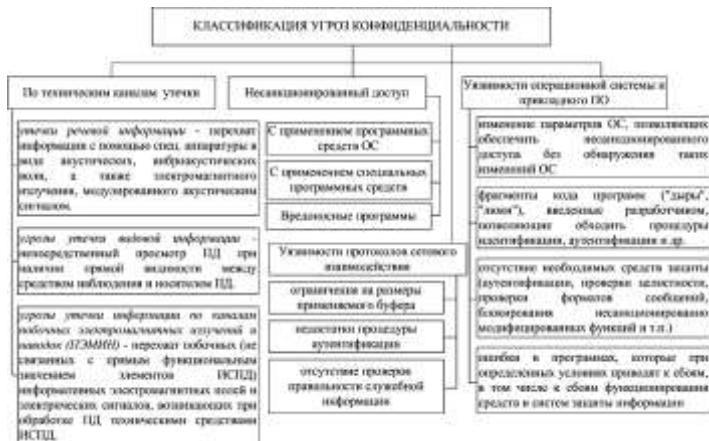 КЛАССИФИКАЦИЯ УГРОЗ КОНФИДЕНЦИАЛЬНОСТИ
По техническим каналам утечки
утечки речевой информации - перехват
информации с помощью спец. аппаратуры в
виде акустических, виброакустических
волн, а также электромагнитного
излучения, модулированного акустическим
сигналом.
угрозы утечки видовой информации -
непосредственный просмотр ПД при
наличии прямой видимости между
средством наблюдения и носителем ПД.
угрозы утечки информации по каналам
побочных электромагнитных излучений и
наводок (ПЭМИН) - перехват побочных (не
связанных с прямым функциональным
значением элементов ИСПД)
информативных электромагнитных полей и
электрических сигналов, возникающих при
обработке ПД техническими средствами
ИСПД.
Несанкционированный доступ
С применением программных
средств ОС
С применением специальных
программных средств
Вредоносные программы
Уязвимости протоколов сетевого
взаимодействия
ограничения на размеры
применяемого буфера
недостатки процедуры
аутентификации
отсутствие проверок
правильности служебной
информации
Уязвимости операционной системы и
прикладного ПО
изменение параметров ОС, позволяющих
обеспечить несанкционированного
доступа без обнаружения таких
изменений ОС
фрагменты кода программ ("дыры",
"люки"), введенные разработчиком,
позволяющие обходить процедуры
идентификации, аутентификации и др.
отсутствие необходимых средств защиты
(аутентификации, проверки целостности,
проверки форматов сообщений,
блокирования несанкционированно
модифицированных функций и т.п.)
ошибки в программах, которые при
определенных условиях приводят к сбоям,
в том числе к сбоям функционирования
средств и систем защиты информации